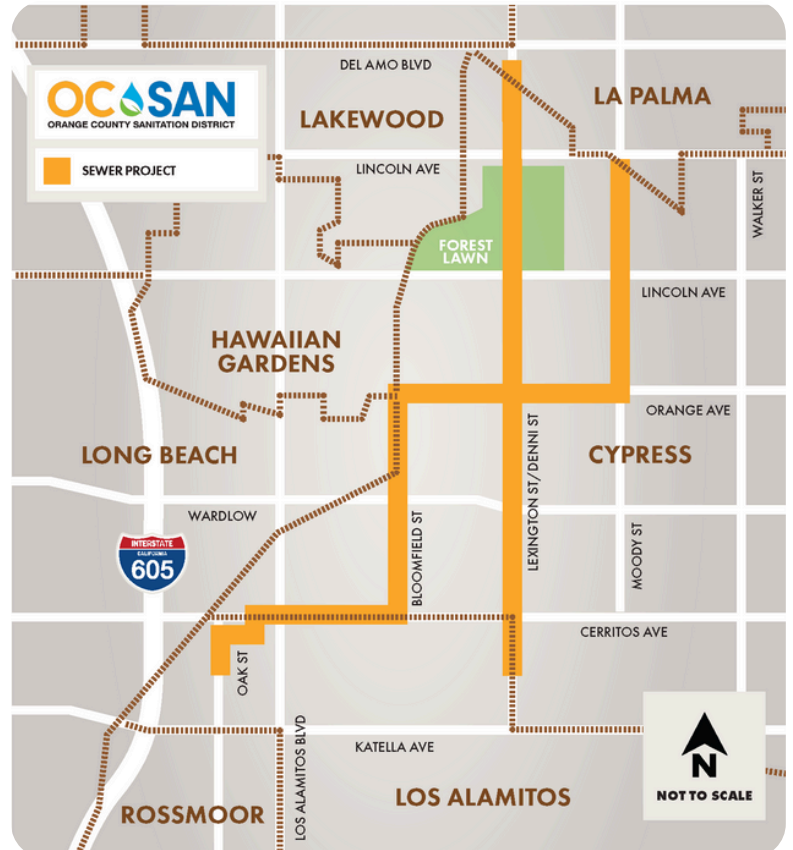 DEL AMO BLVD
OC SAN
ORANGE COUNTY SANITATION DISTRICT
SEWER PROJECT
LAKEWOOD
LA PALMA
LINCOLN AVE
WALKER ST
FOREST
LAWN
LINCOLN AVE
HAWAIIAN
GARDENS
ORANGE AVE
LONG BEACH
CYPRESS
LEXINGTON ST/DENNI ST
WARDLOW
BLOOMFIELD ST
MOODY ST
INTERSTATE
CALIFORNIA
605
CERRITOS AVE
OAK ST
LOS ALAMITOS BLVD
KATELLA AVE
N
NOT TO SCALE
ROSSMOOR
LOS ALAMITOS